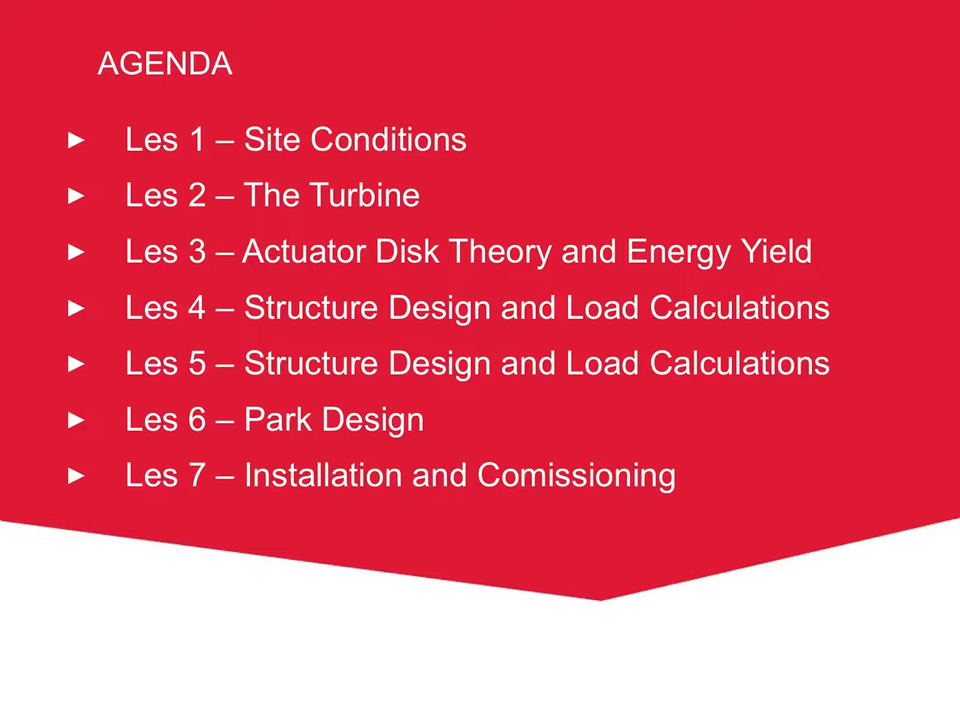 AGENDA
Les 1 – Site Conditions
Les 2 – The Turbine
Les 3 – Actuator Disk Theory and Energy Yield
Les 4 – Structure Design and Load Calculations
Les 5 – Structure Design and Load Calculations
Les 6 – Park Design
Les 7 – Installation and Comissioning